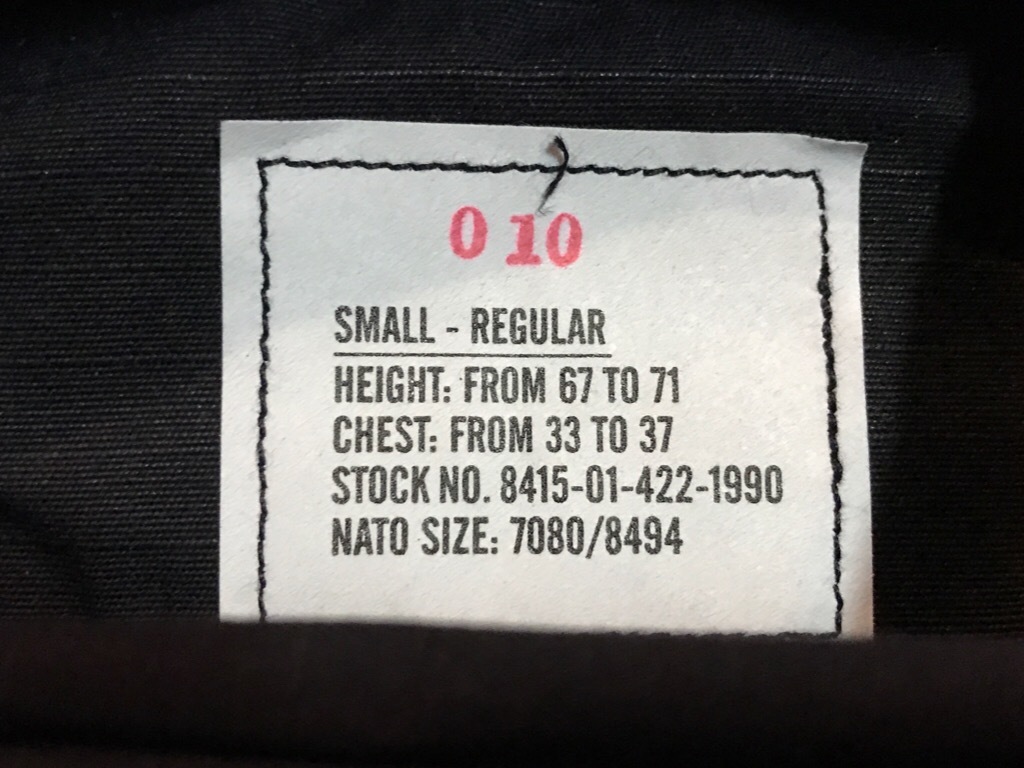 0 10
SMALL - REGULAR
HEIGHT: FROM 67 TO 71
CHEST: FROM 33 TO 37
STOCK NO. 8415-01-422-1990
NATO SIZE: 7080/8494